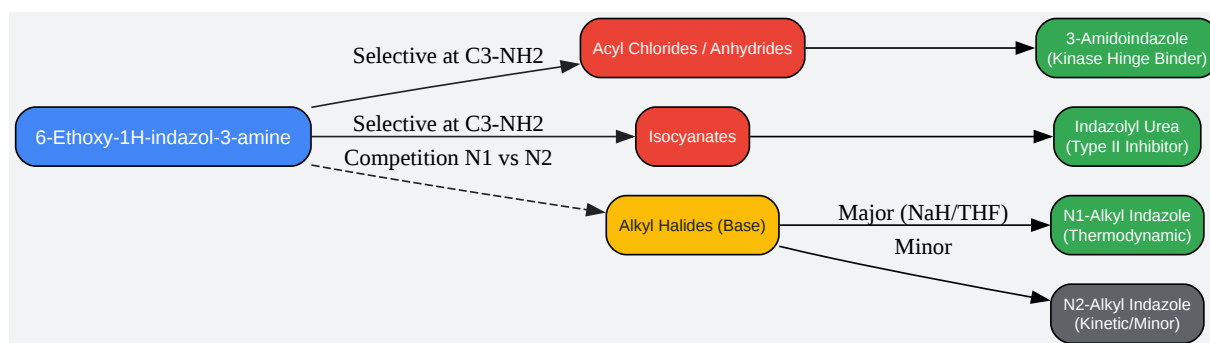 Selective at C3-NH2
Acyl Chlorides / Anhydrides
3-Amidoindazole
(Kinase Hinge Binder)
6-Ethoxy-1H-indazol-3-amine
Selective at C3-NH2
Isocyanates
Indazolyl Urea
(Type II Inhibitor)
Competition N1 vs N2
Alkyl Halides (Base)
Major (NaH/THF)
N1-Alkyl Indazole
(Thermodynamic)
Minor
N2-Alkyl Indazole
(Kinetic/Minor)